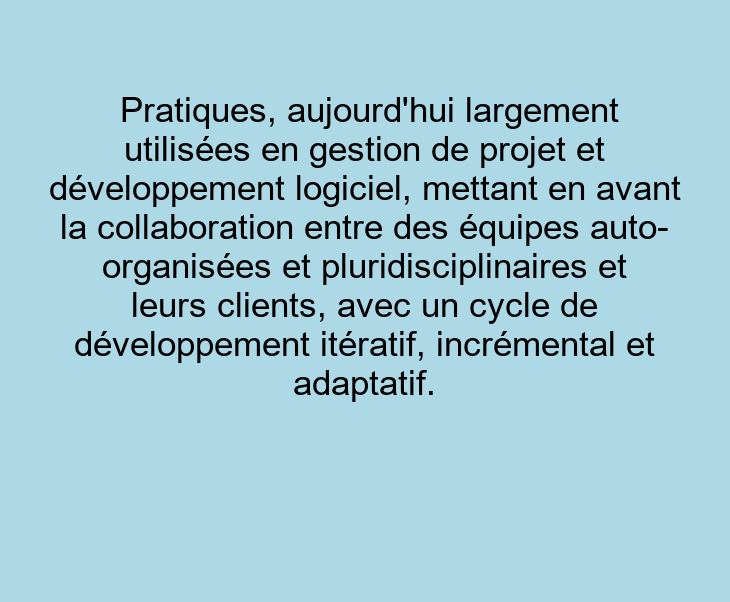 Pratiques, aujourd'hui largement
utilisées en gestion de projet et
développement logiciel, mettant en avant
la collaboration entre des équipes auto-
organisées et pluridisciplinaires et
leurs clients, avec un cycle de
développement itératif, incrémental et
adaptatif.